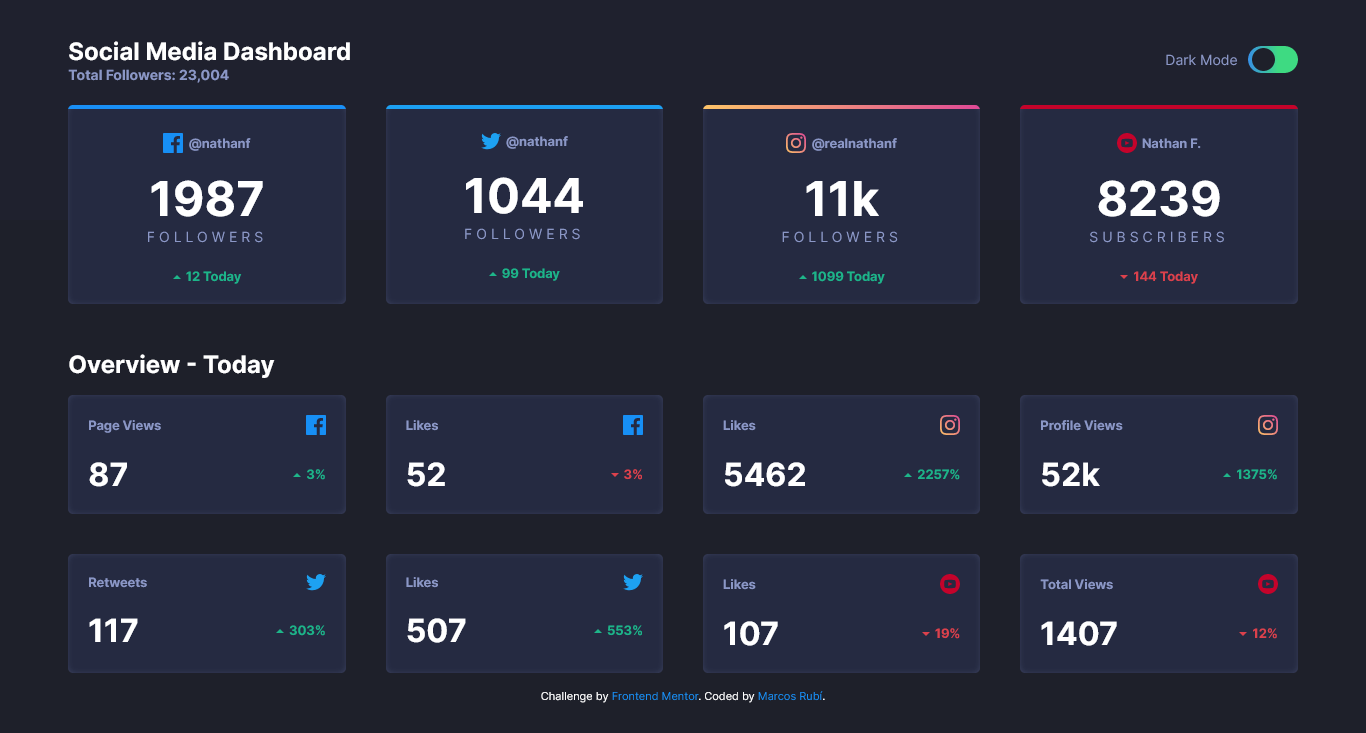 Social Media Dashboard
Total Followers: 23,004
Dark Mode
@nathanf
1987
FOLLOWERS
12 Today
@nathanf
1044
FOLLOWERS
99 Today
@realnathanf
11k
FOLLOWERS
1099 Today
Nathan F.
8239
SUBSCRIBERS
144 Today
Overview - Today
Page Views
87
3%
Likes
52
3%
Likes
5462
2257%
Profile Views
52k
1375%
Retweets
117
303%
Likes
507
553%
Likes
107
19%
Total Views
1407
12%
Challenge by Frontend Mentor. Coded by Marcos Rubí.